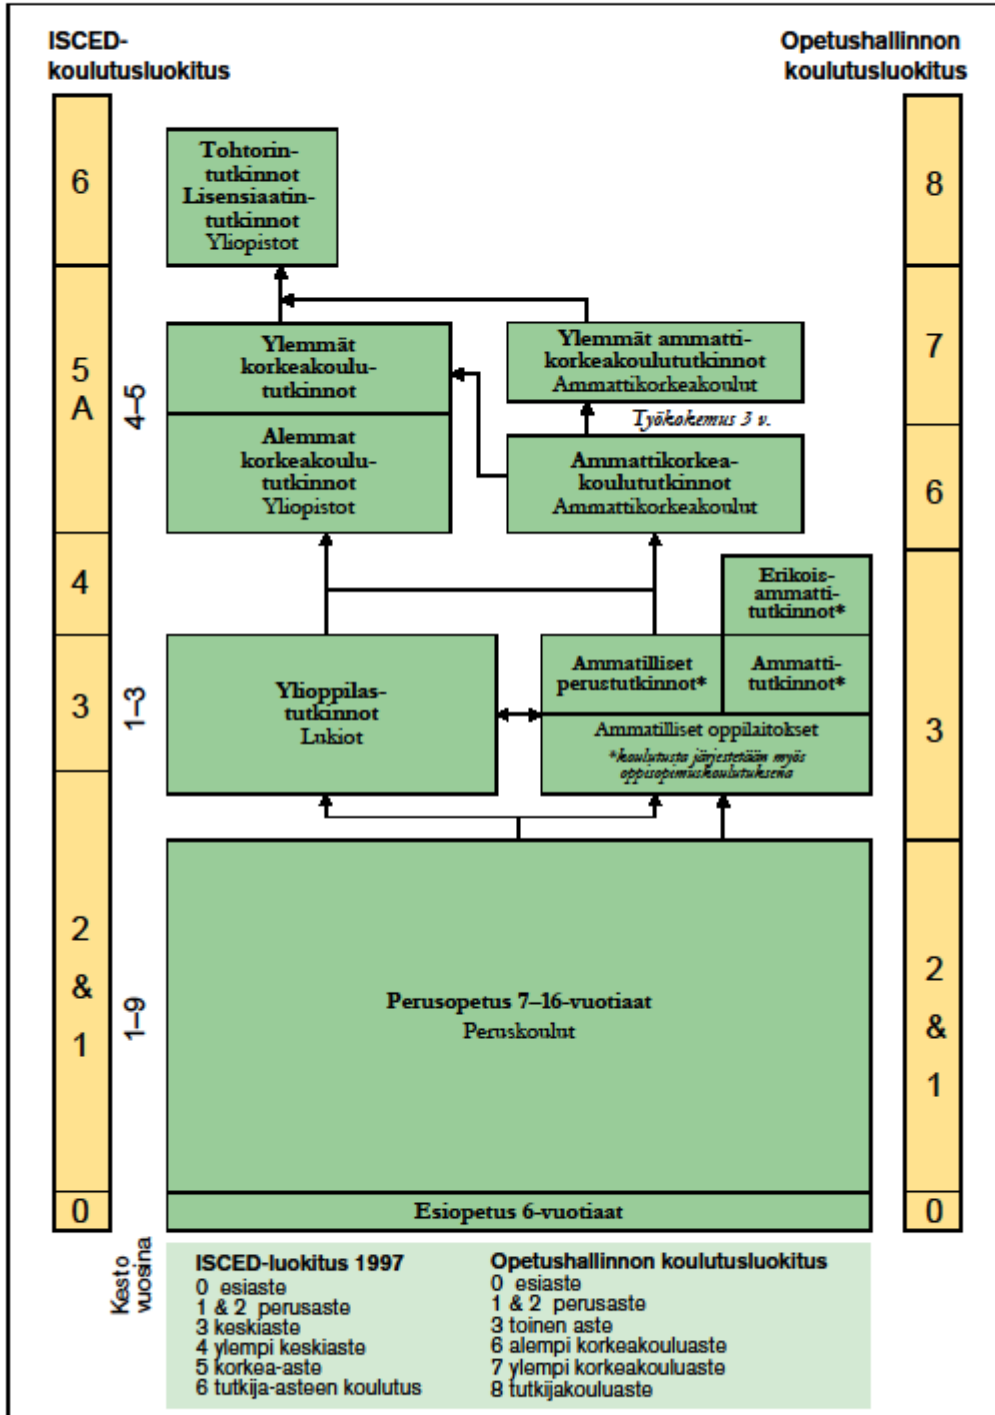 ISCED-
koulutusluokitus
Opetushallinnon
koulutusluokitus
6
5
A
4
3
2
&
1
0
4–5
1–3
1–9
Kesto
vuosina
Tohtorin-
tutkinnot
Lisensiaatin-
tutkinnot
Yliopistot
Ylemmät
korkeakoulu-
tutkinnot
Alemmat
korkeakoulu-
tutkinnot
Yliopistot
Ylemmät ammatti-
korkeakoulututkinnot
Ammattikorkeakoulut
Työkokemus 3 v.
Ammattikorkea-
koulututkinnot
Ammattikorkeakoulut
Erikois-
ammatti-
tutkinnot*
Ylioppilas-
tutkinnot
Lukiot
Ammatilliset
perustutkinnot*
Ammatti-
tutkinnot*
Ammatilliset oppilaitokset
*koulutusta järjestetään myös
oppisopimuskoulutuksena
Perusopetus 7–16-vuotiaat
Peruskoulut
Esiopetus 6-vuotiaat
8
7
6
3
2
&
1
0
ISCED-luokitus 1997
0 esiaste
1 & 2 perusaste
3 keskiaste
4 ylempi keskiaste
5 korkea-aste
6 tutkija-asteen koulutus
Opetushallinnon koulutusluokitus
0 esiaste
1 & 2 perusaste
3 toinen aste
6 alempi korkeakouluaste
7 ylempi korkeakouluaste
8 tutkijakouluaste